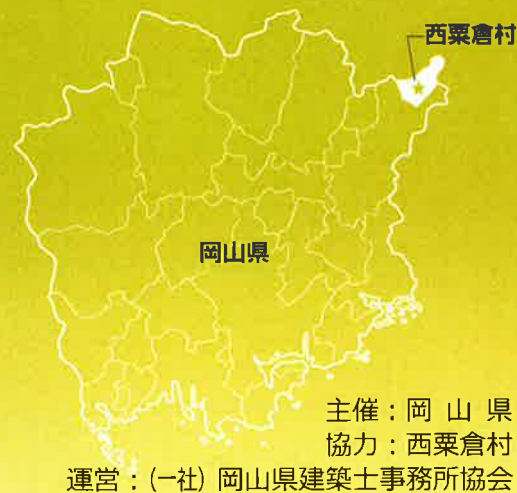 西粟倉村
岡山県
主催：岡 山 県
協力：西粟倉村
運営：(一社) 岡山県建築士事務所協会